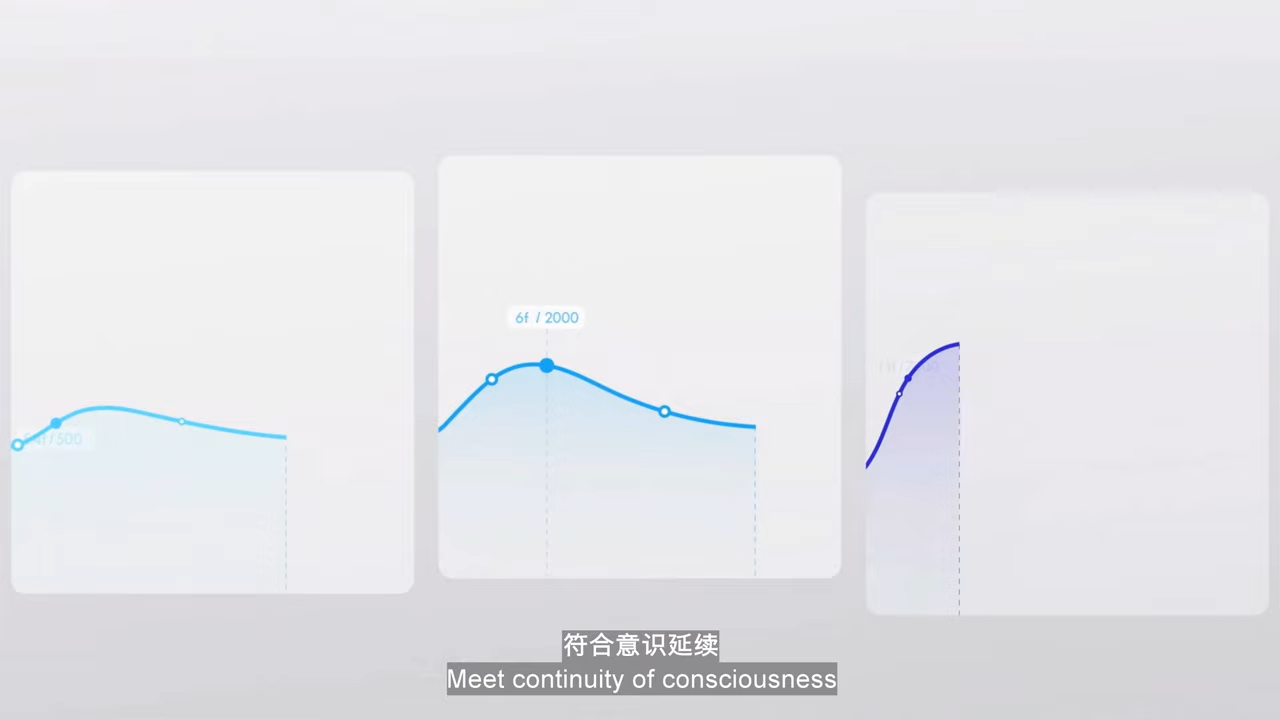 6f / 2000
符合意识延续
Meet continuity of consciousness